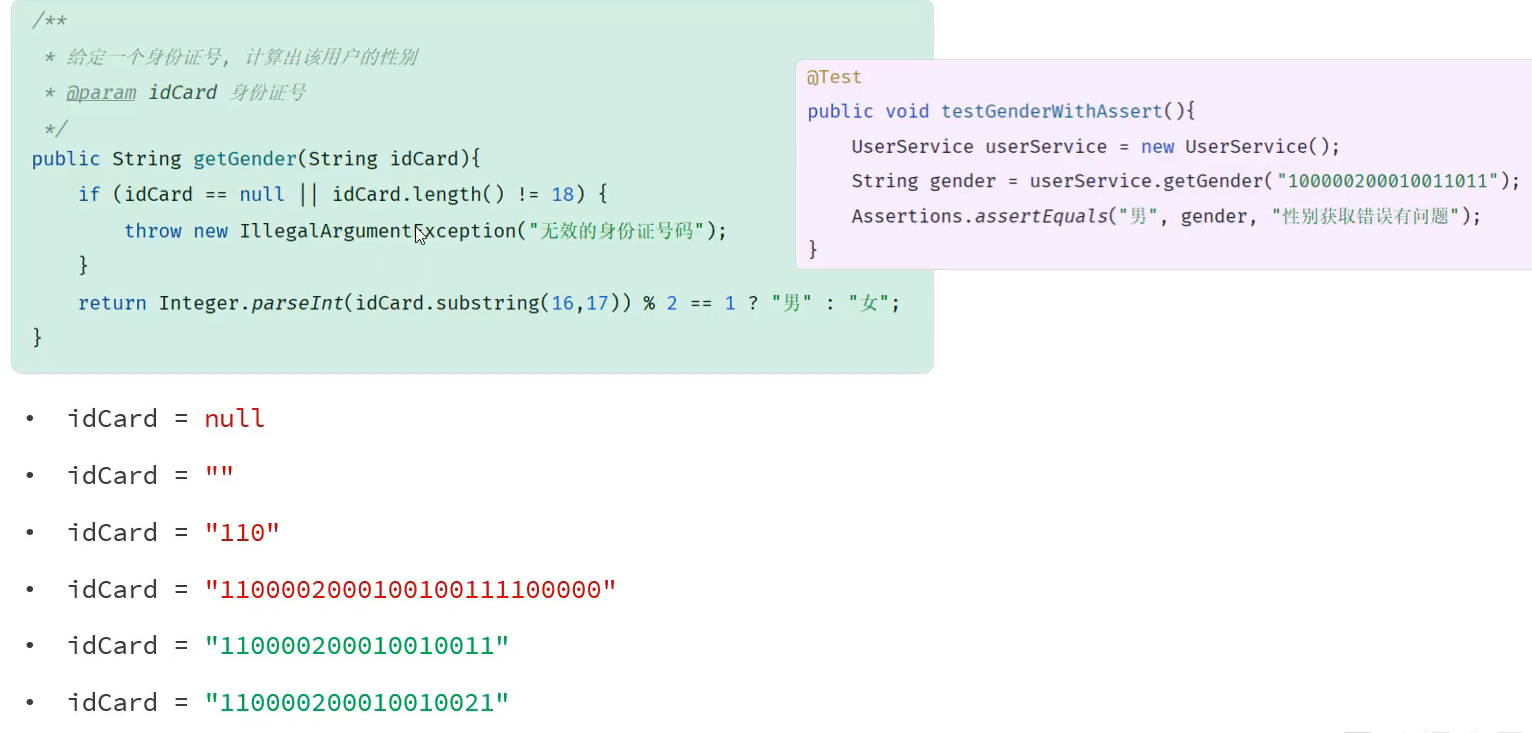 /**
 * 给定一个身份证号, 计算出该用户的性别
 * @param idCard 身份证号
 */
public String getGender(String idCard){
    if (idCard == null || idCard.length() != 18) {
        throw new IllegalArgumentException("无效的身份证号码");
    }
    return Integer.parseInt(idCard.substring(16,17)) % 2 == 1 ? "男" : "女";
}
@Test
public void testGenderWithAssert(){
    UserService userService = new UserService();
    String gender = userService.getGender("100000200010011011");
    Assertions.assertEquals("男", gender, "性别获取错误有问题");
}
• idCard = null
• idCard = ""
• idCard = "110"
• idCard = "1100002000100100111100000"
• idCard = "110000200010010011"
• idCard = "110000200010010021"